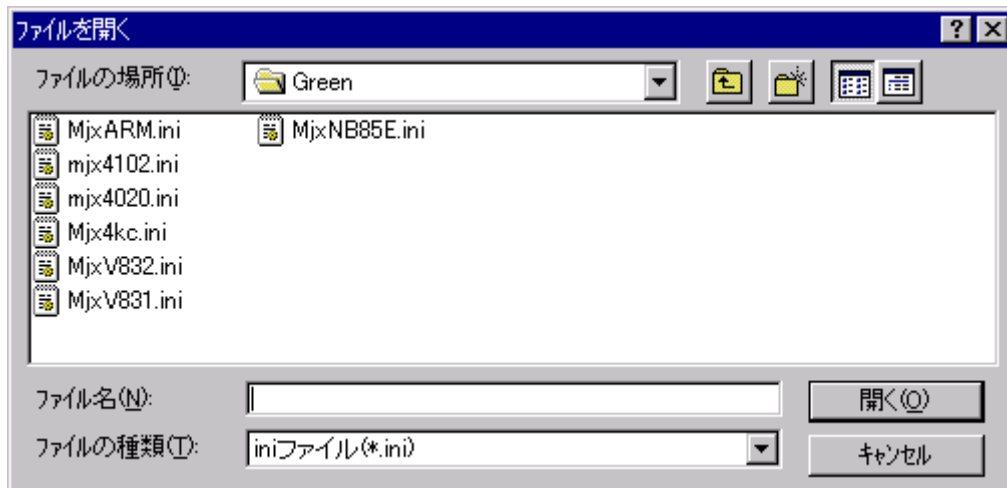 ファイルを開く
ファイルの場所(I): Green
MjxARM.ini MjxNB85E.ini
mjx4102.ini
mjx4020.ini
Mjx4kc.ini
MjxV832.ini
MjxV831.ini
ファイル名(N): 開く(O)
ファイルの種類(T): iniファイル(*.ini) キャンセル